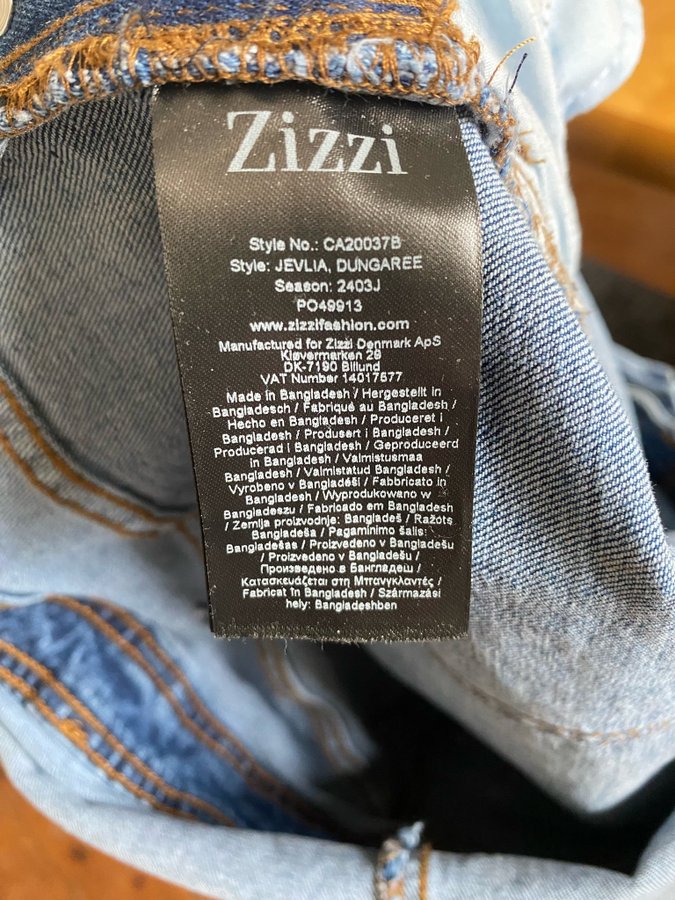 Zizzi
Style No.: CA20037B
Style: JEVLIA, DUNGAREE
Season: 2403J
PO49913
www.zizzifashion.com
Manufactured for Zizzi Denmark ApS
Kløvermarken 29
DK-7190 Billund
VAT Number 14017577
Made in Bangladesh / Hergestellt in
Bangladesch / Fabriqué au Bangladesh /
Hecho en Bangladesh / Produceret i
Bangladesh / Produsert i Bangladesh /
Producerad i Bangladesh / Geproduceerd
in Bangladesh / Valmistusmaa
Bangladesh / Valmistatud Bangladesh /
Vyrobeno v Bangladéši / Fabbricato in
Bangladesh / Wyprodukowano w
Bangladeszu / Fabricado em Bangladesh
/ Zemlja proizvodnje: Bangladeš / Ražots
Bangladeša / Pagaminimo šalis:
Bangladešas / Proizvedeno v Bangladešu
/ Proizvedeno u Bangladešu /
Произведено в Бангладеш /
Κατασκευάζεται στη Μπανγκλαντές /
Fabricat în Bangladesh / Származási
hely: Bangladeshben